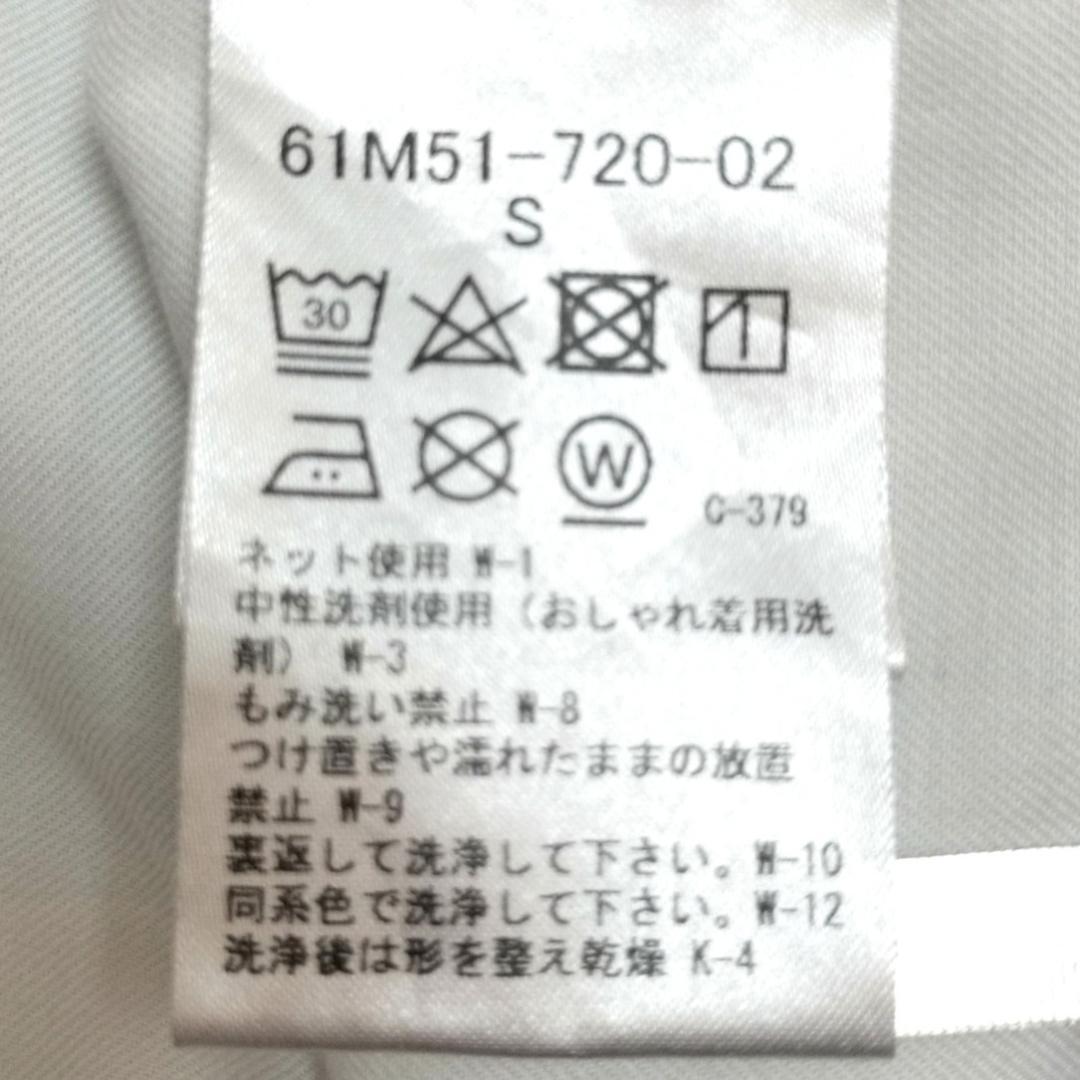 61M51-720-02
S
30
W
C-379
ネット使用 W-1
中性洗剤使用（おしゃれ着用洗
剤） W-3
もみ洗い禁止 W-8
つけ置きや濡れたままの放置
禁止 W-9
裏返して洗浄して下さい。W-10
同系色で洗浄して下さい。W-12
洗浄後は形を整え乾燥 K-4